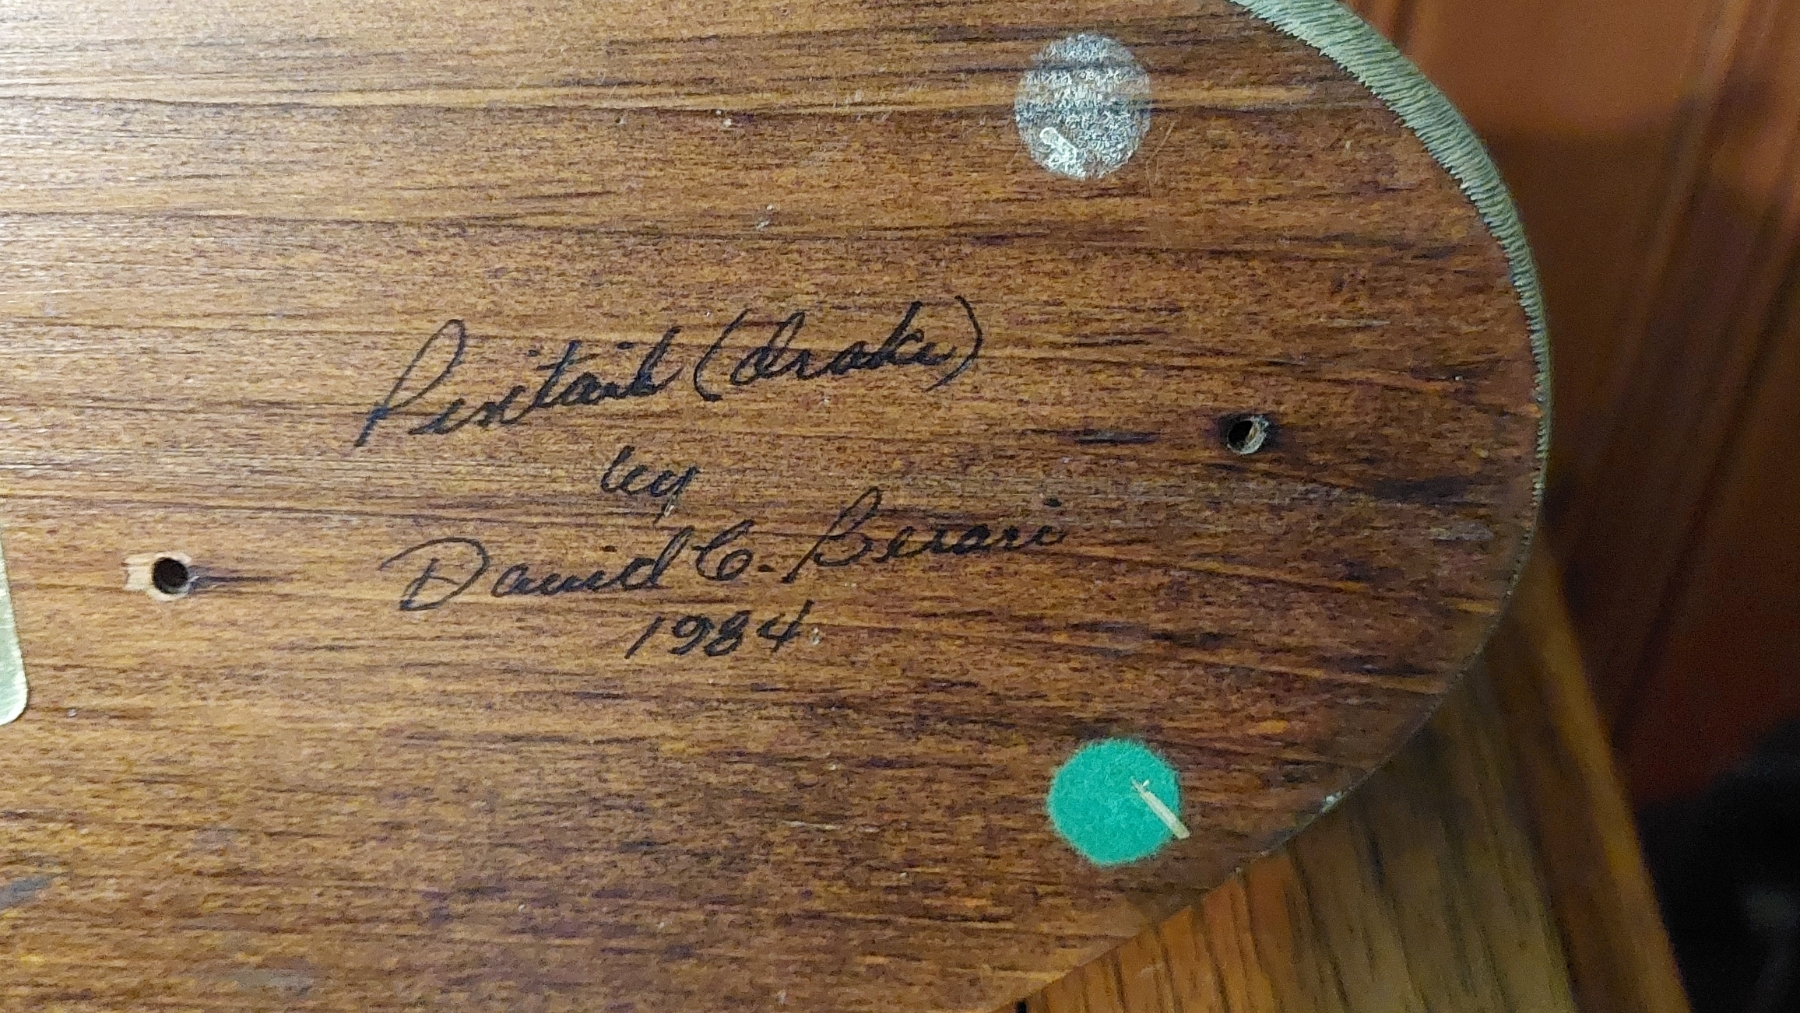 Pintail (drake)
by
David C. Berari
1984